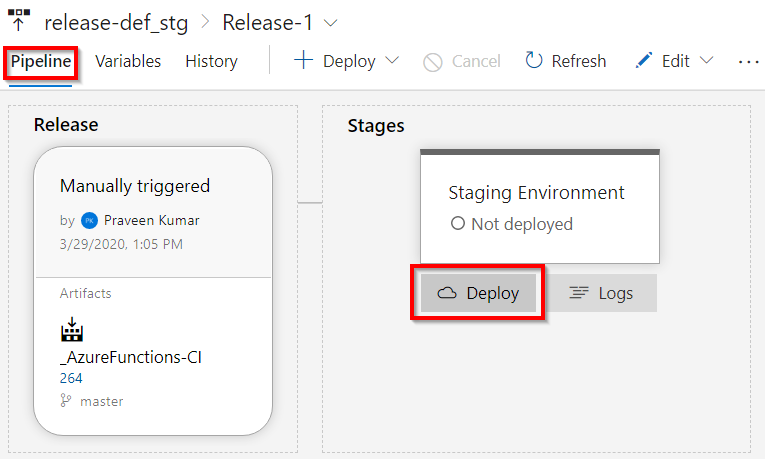 release-def_stg > Release-1
Pipeline Variables History Deploy Cancel Refresh Edit ...
Release
Manually triggered
by PK Praveen Kumar
3/29/2020, 1:05 PM
Artifacts
_AzureFunctions-CI
264
master
Stages
Staging Environment
Not deployed
Deploy Logs